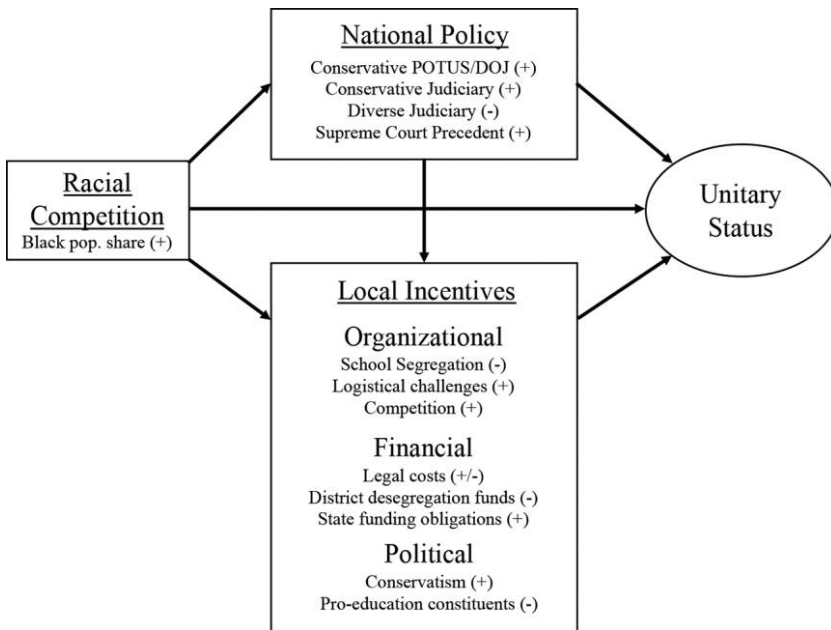 National Policy
Conservative POTUS/DOJ (+)
Conservative Judiciary (+)
Diverse Judiciary (-)
Supreme Court Precedent (+)
Racial
Competition
Black pop. share (+)
Unitary
Status
Local Incentives
Organizational
School Segregation (-)
Logistical challenges (+)
Competition (+)
Financial
Legal costs (+/-)
District desegregation funds (-)
State funding obligations (+)
Political
Conservatism (+)
Pro-education constituents (-)